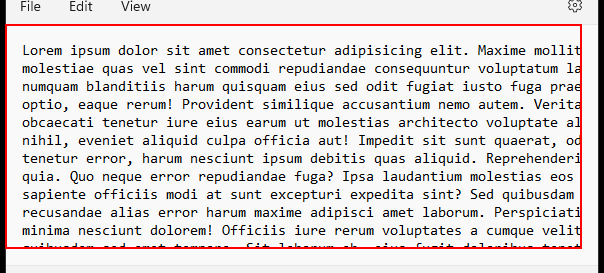 File Edit View
Lorem ipsum dolor sit amet consectetur adipisicing elit. Maxime mollit
molestiae quas vel sint commodi repudiandae consequuntur voluptatum la
numquam blanditiis harum quisquam eius sed odit fugiat iusto fuga prae
optio, eaque rerum! Provident similique accusantium nemo autem. Verita
obcaecati tenetur iure eius earum ut molestias architecto voluptate al
nihil, eveniet aliquid culpa officia aut! Impedit sit sunt quaerat, od
tenetur error, harum nesciunt ipsum debitis quas aliquid. Reprehenderi
quia. Quo neque error repudiandae fuga? Ipsa laudantium molestias eos
sapiente officiis modi at sunt excepturi expedita sint? Sed quibusdam
recusandae alias error harum maxime adipisci amet laborum. Perspiciati
minima nesciunt dolorem! Officiis iure rerum voluptates a cumque velit